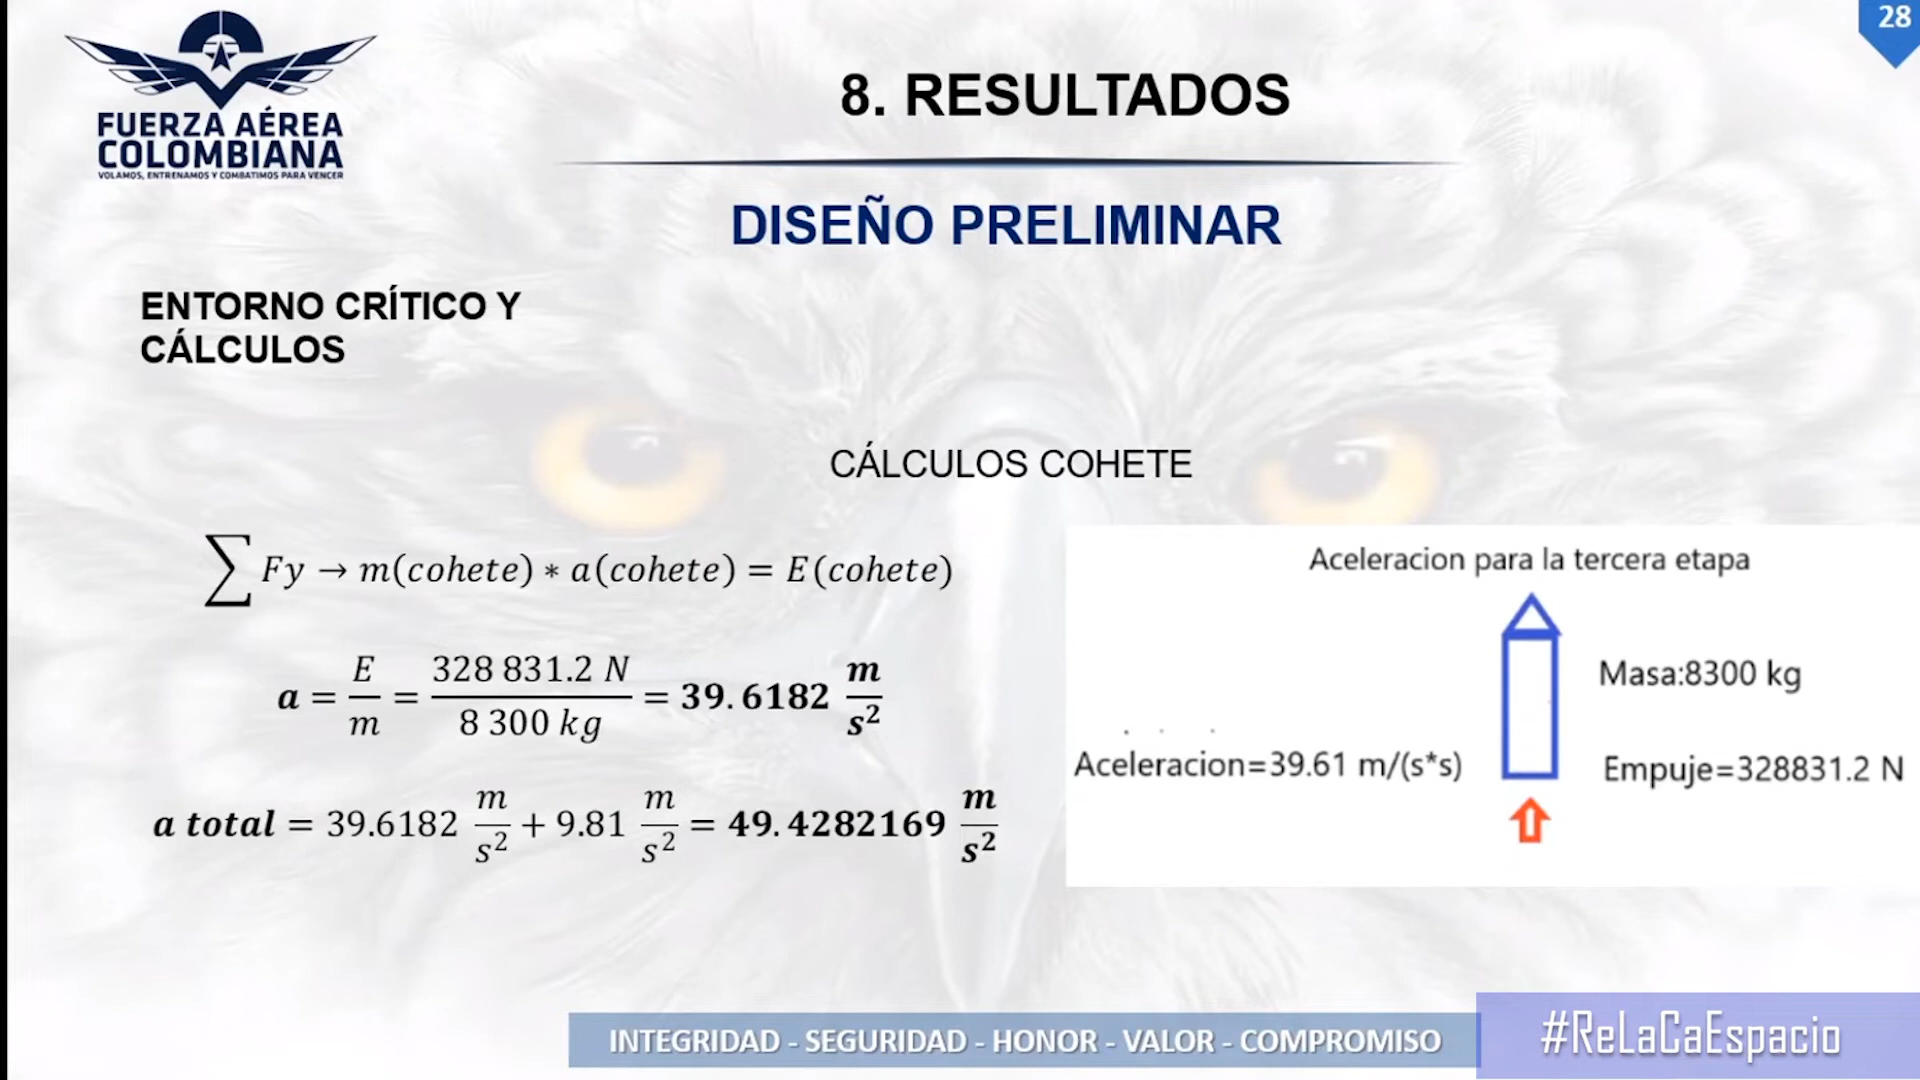 28
FUERZA AÉREA
COLOMBIANA
VOLAMOS, ENTRENAMOS Y COMBATIMOS PARA VENCER
8. RESULTADOS
DISEÑO PRELIMINAR
ENTORNO CRÍTICO Y
CÁLCULOS
CÁLCULOS COHETE
∑ Fy → m(cohete) ∗ a(cohete) = E(cohete)
a = E/m = 328 831.2 N / 8 300 kg = 39.6182 m/s²
a total = 39.6182 m/s² + 9.81 m/s² = 49.4282169 m/s²
Aceleracion para la tercera etapa
Masa:8300 kg
Aceleracion=39.61 m/(s*s)
Empuje=328831.2 N
INTEGRIDAD - SEGURIDAD - HONOR - VALOR - COMPROMISO
#ReLaCaEspacio